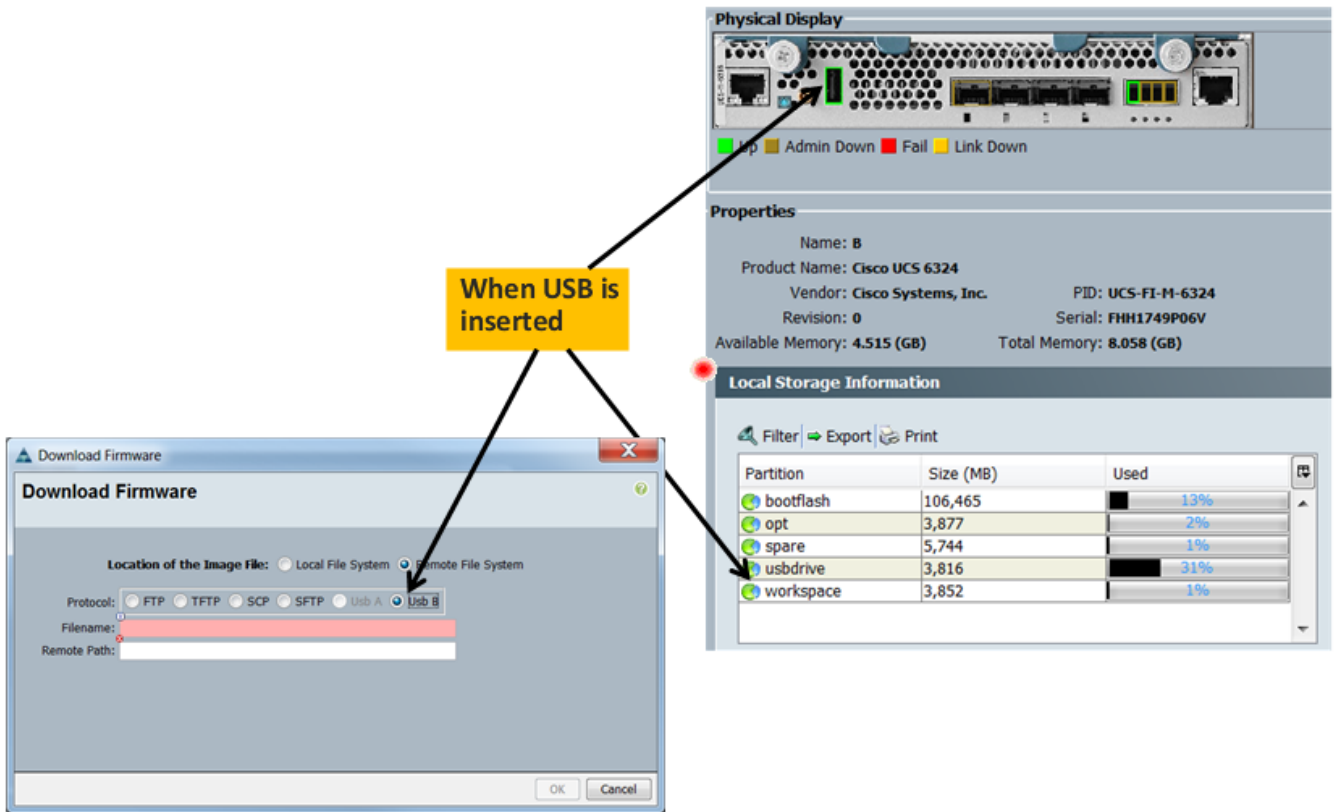 Physical Display
Up Admin Down Fail Link Down
Properties
Name: B
Product Name: Cisco UCS 6324
Vendor: Cisco Systems, Inc. PID: UCS-FI-M-6324
Revision: 0 Serial: FHH1749P06V
Available Memory: 4.515 (GB) Total Memory: 8.058 (GB)
Local Storage Information
Filter Export Print
Partition Size (MB) Used
bootflash 106,465 13%
opt 3,877 2%
spare 5,744 1%
usbdrive 3,816 31%
workspace 3,852 1%
When USB is
inserted
Download Firmware
Download Firmware
Location of the Image File: Local File System Remote File System
Protocol: FTP TFTP SCP SFTP Usb A Usb B
Filename:
Remote Path:
OK Cancel